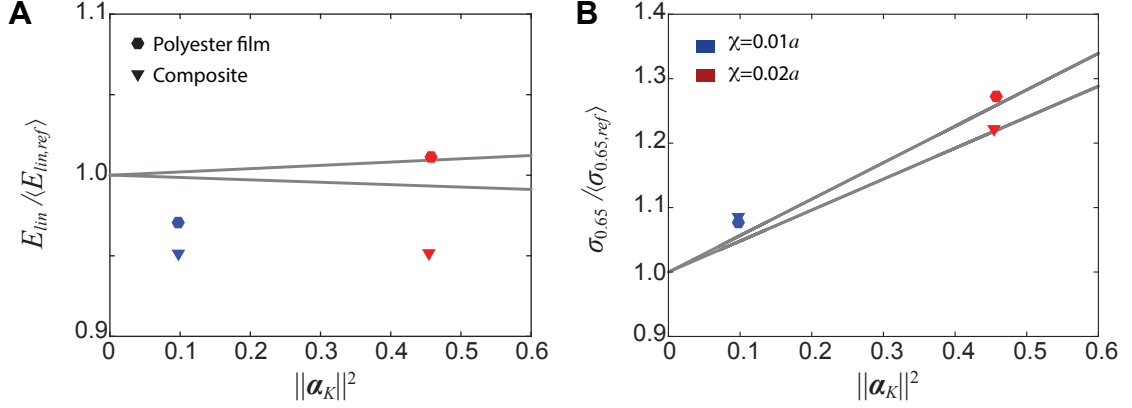 A
E_lin /⟨E_lin,ref⟩
1.1
1.0
0.9
Polyester film
Composite
0 0.1 0.2 0.3 0.4 0.5 0.6
||α_K||²
B
σ_0.65 /⟨σ_0.65,ref⟩
1.4
1.3
1.2
1.1
1.0
0.9
χ=0.01a
χ=0.02a
0 0.1 0.2 0.3 0.4 0.5 0.6
||α_K||²